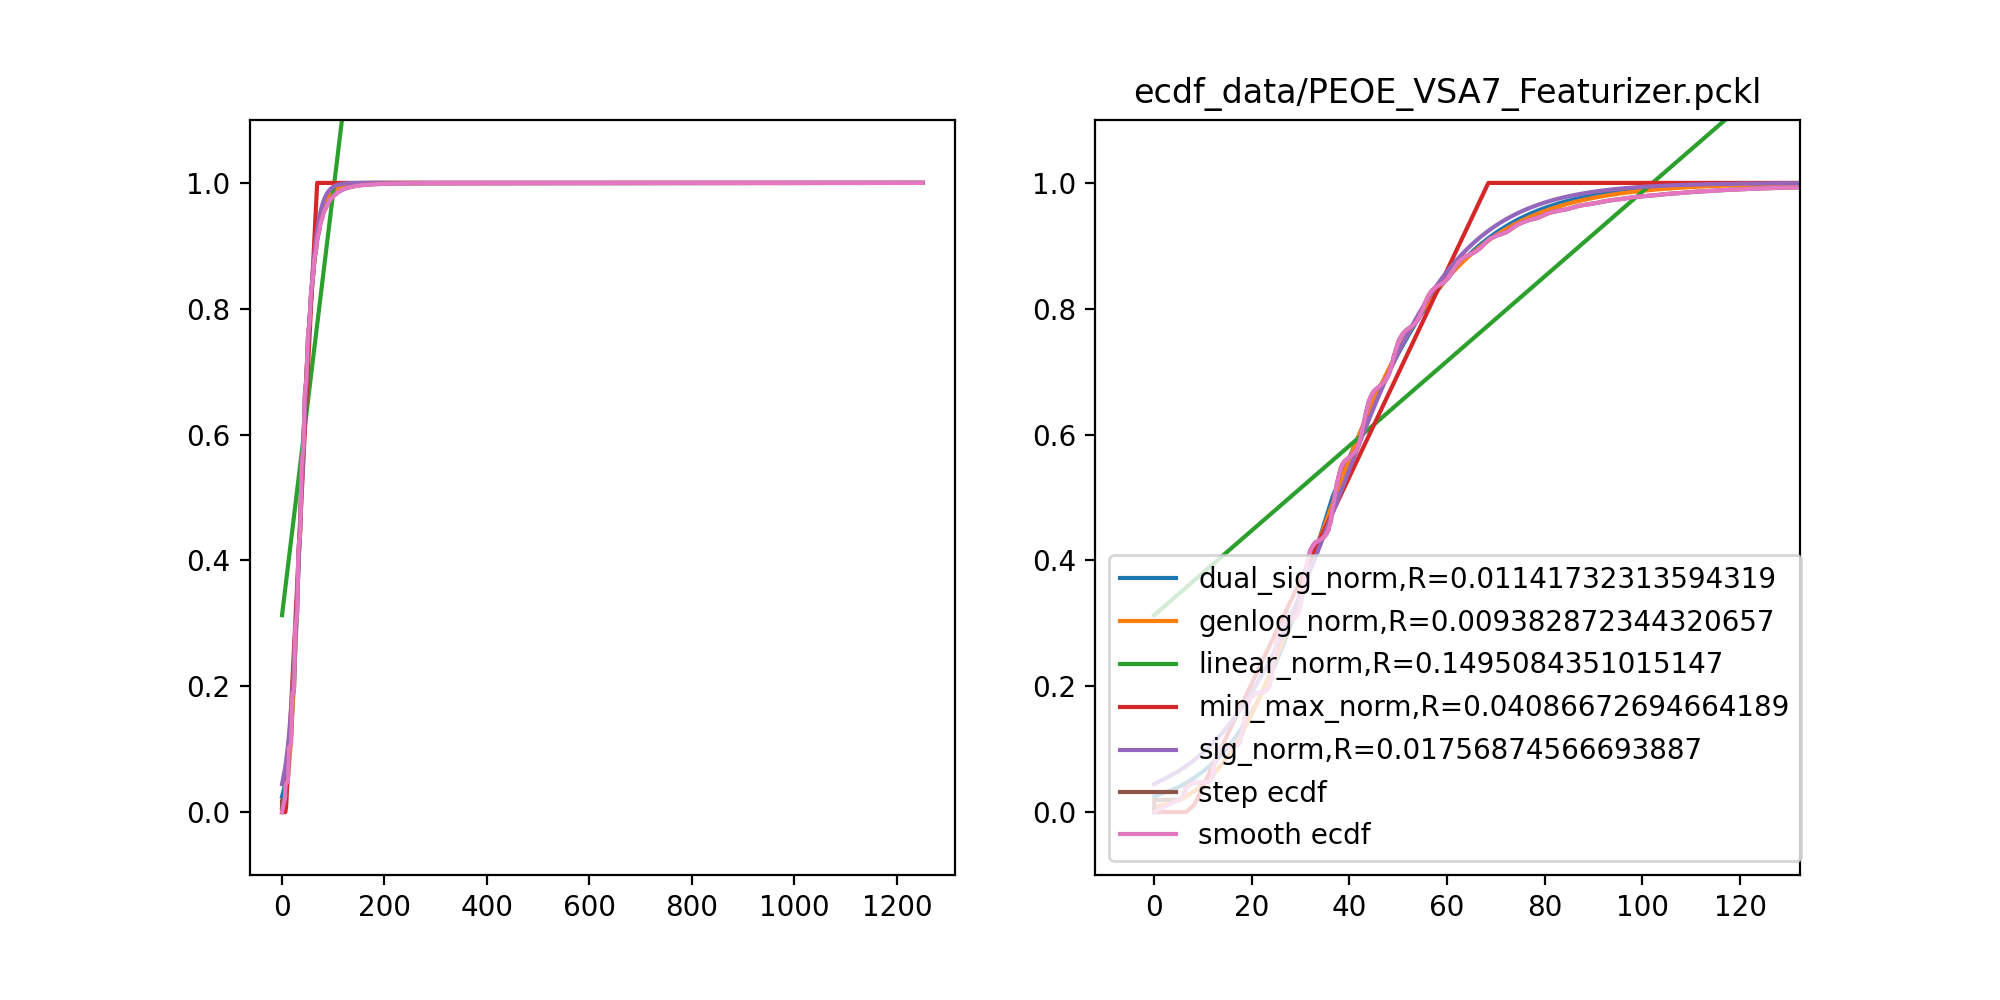 ecdf_data/PEOE_VSA7_Featurizer.pckl
1.0
0.8
0.6
0.4
0.2
0.0
0 200 400 600 800 1000 1200
1.0
0.8
0.6
0.4
0.2
0.0
dual_sig_norm,R=0.01141732313594319
genlog_norm,R=0.009382872344320657
linear_norm,R=0.1495084351015147
min_max_norm,R=0.04086672694664189
sig_norm,R=0.01756874566693887
step ecdf
smooth ecdf
0 20 40 60 80 100 120